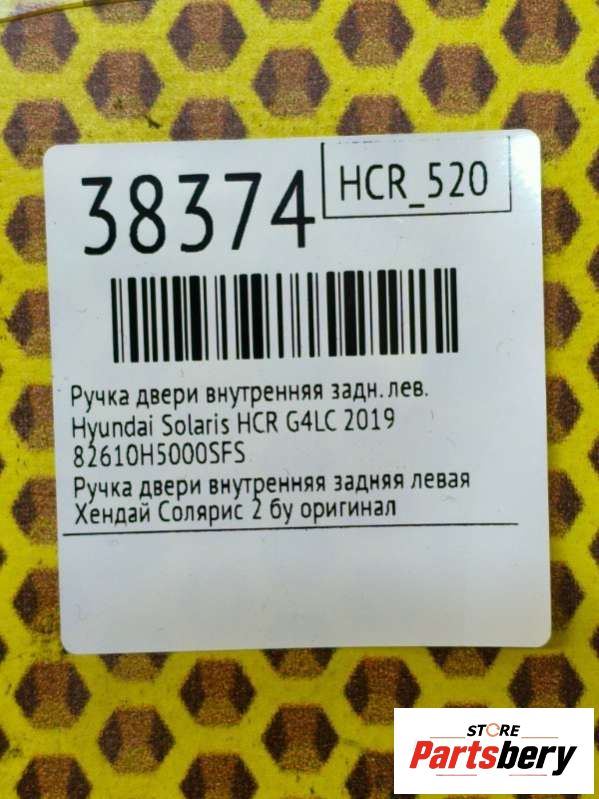 38374
HCR_520
Ручка двери внутренняя задн. лев.
Hyundai Solaris HCR G4LC 2019
82610H5000SFS
Ручка двери внутренняя задняя левая
Хендай Солярис 2 бу оригинал
STORE
Partsbery